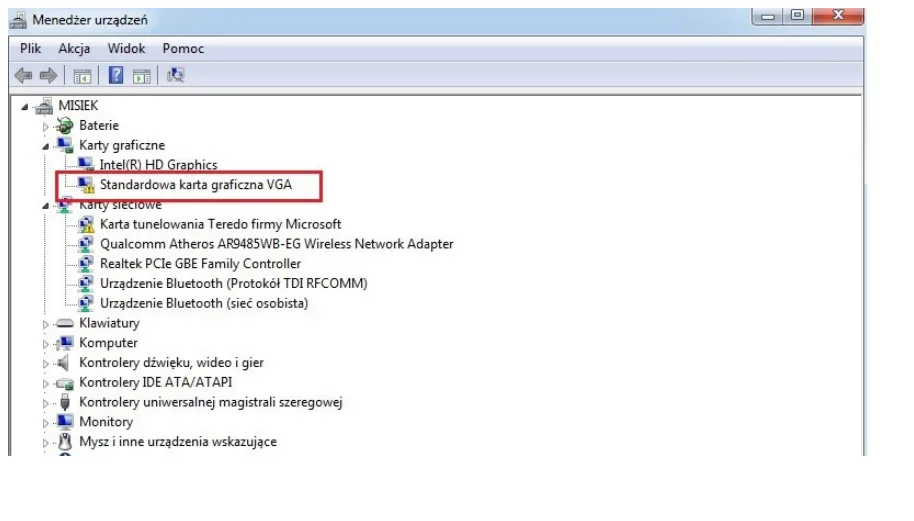 Menedżer urządzeń
Plik Akcja Widok Pomoc
MISIEK
Baterie
Karty graficzne
Intel(R) HD Graphics
Standardowa karta graficzna VGA
Karty sieciowe
Karta tunelowania Teredo firmy Microsoft
Qualcomm Atheros AR9485WB-EG Wireless Network Adapter
Realtek PCIe GBE Family Controller
Urządzenie Bluetooth (Protokół TDI RFCOMM)
Urządzenie Bluetooth (sieć osobista)
Klawiatury
Komputer
Kontrolery dźwięku, wideo i gier
Kontrolery IDE ATA/ATAPI
Kontrolery uniwersalnej magistrali szeregowej
Monitory
Mysz i inne urządzenia wskazujące